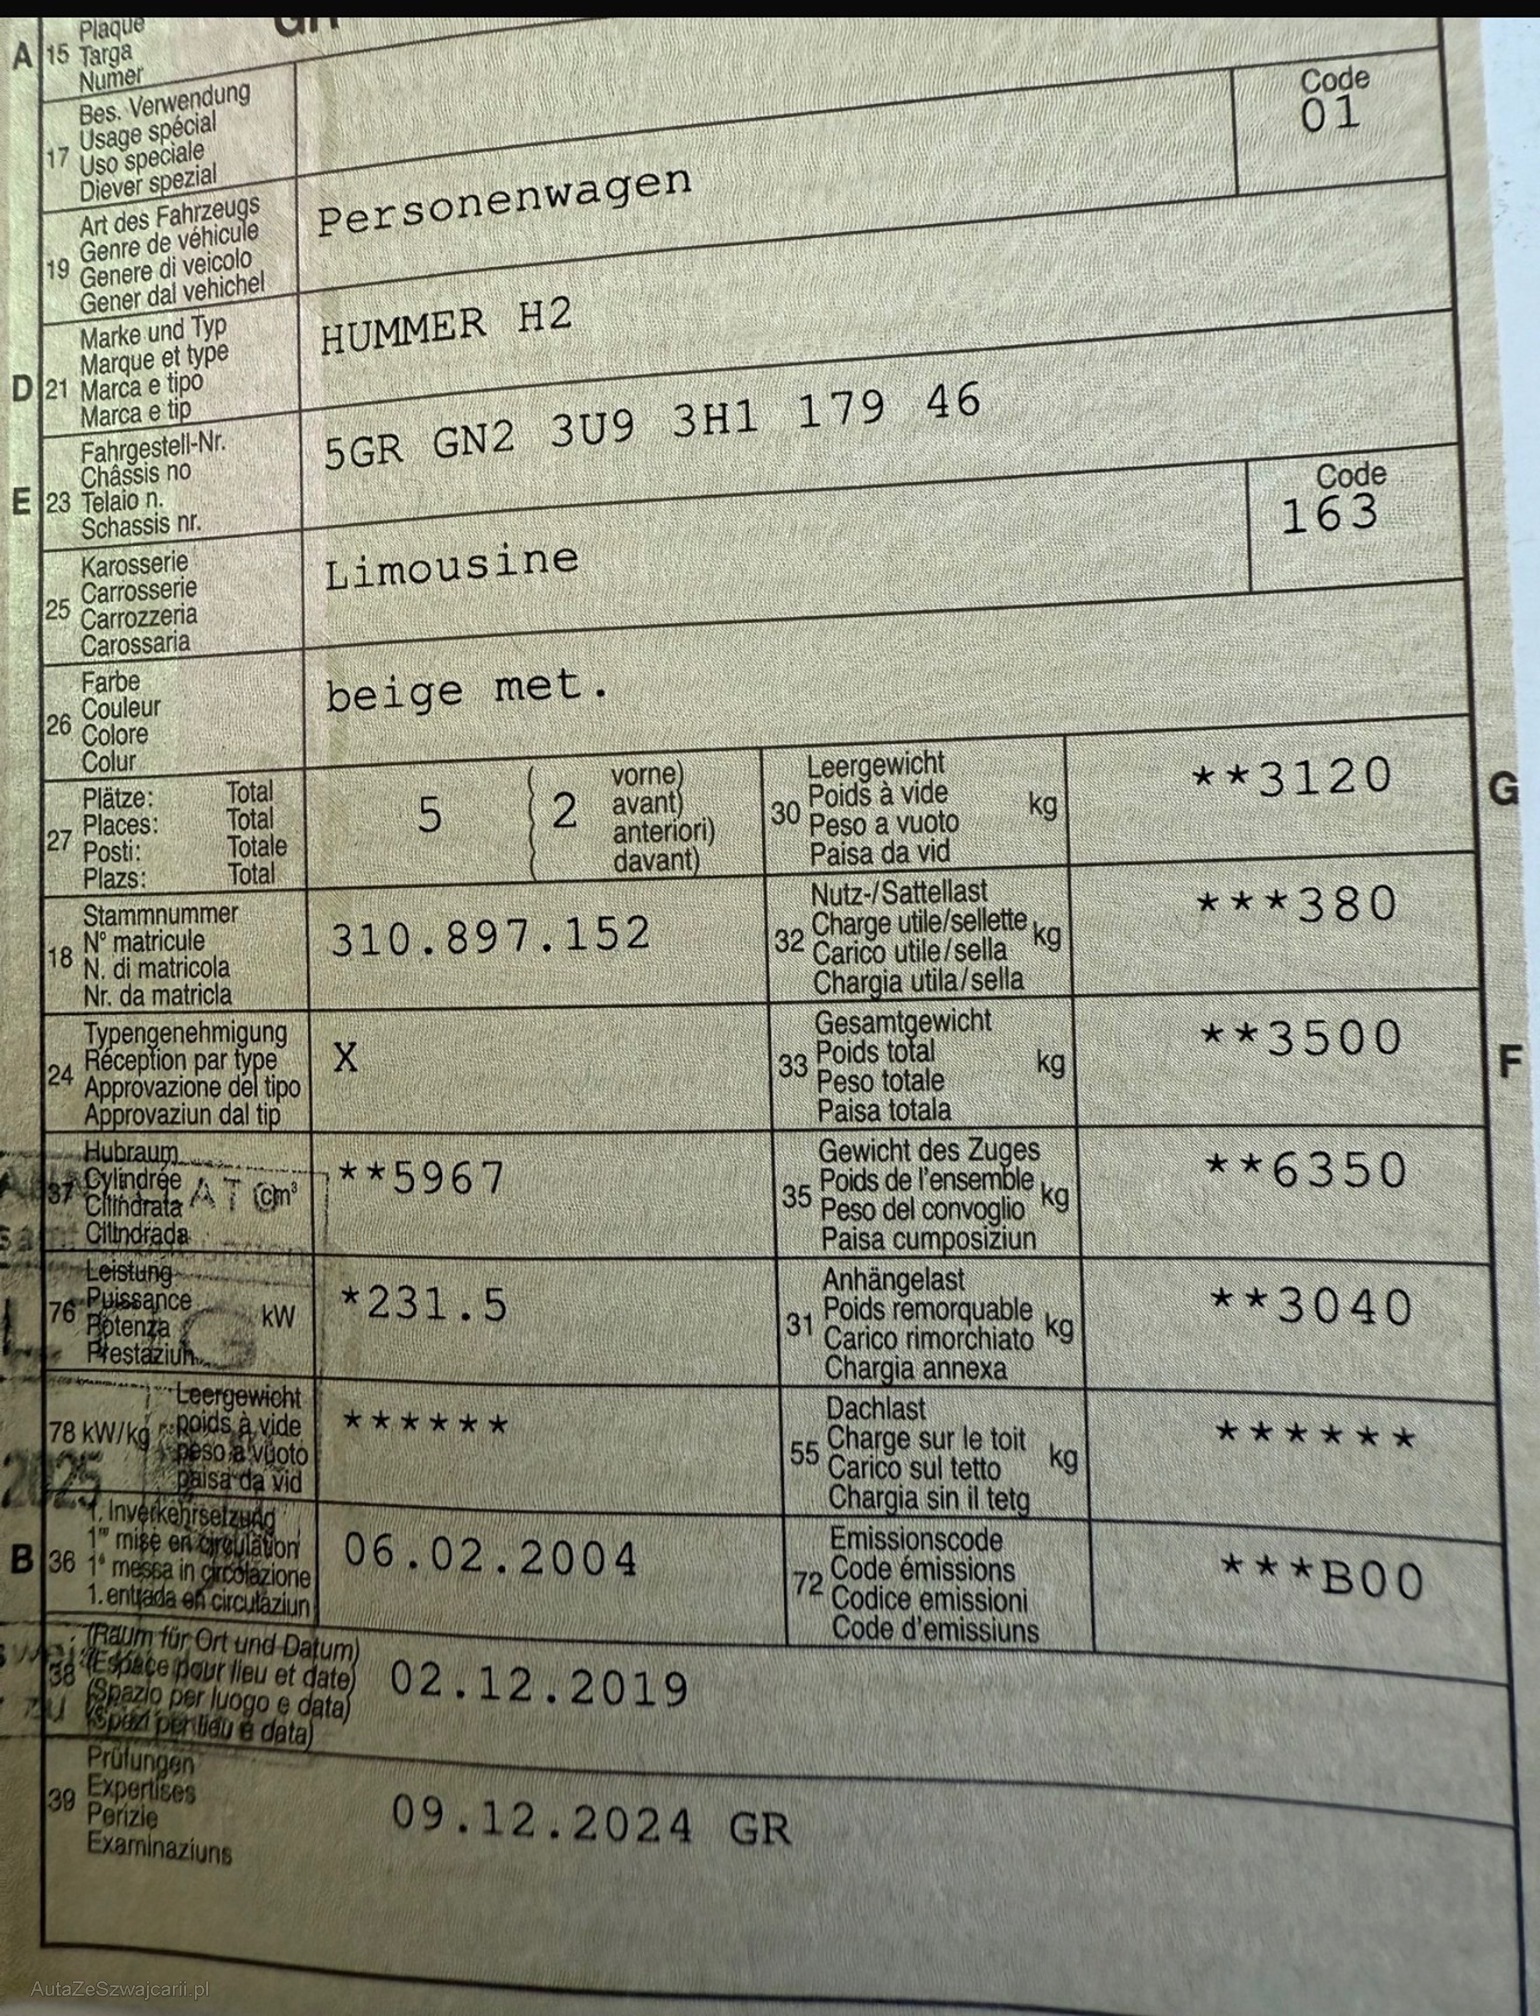 A 15 Plaque
Targa
Numer
17 Bes. Verwendung
Usage spécial
Uso speciale
Diever spezial
Code
01
19 Art des Fahrzeugs
Genre de véhicule
Genere di veicolo
Gener dal vehichel
Personenwagen
D 21 Marke und Typ
Marque et type
Marca e tipo
Marca e tip
HUMMER H2
E 23 Fahrgestell-Nr.
Châssis no
Telaio n.
Schassis nr.
5GR GN2 3U9 3H1 179 46
25 Karosserie
Carrosserie
Carrozzeria
Carossaria
Limousine
Code
163
26 Farbe
Couleur
Colore
Colur
beige met.
27 Plätze: Total
Places: Total
Posti: Totale
Plazs: Total
5 ( 2 vorne)
avant)
anteriori)
davant)
30 Leergewicht
Poids à vide kg
Peso a vuoto
Paisa da vid
**3120 G
18 Stammnummer
N° matricule
N. di matricola
Nr. da matricla
310.897.152
32 Nutz-/Sattellast
Charge utile/sellette kg
Carico utile/sella
Chargia utila/sella
***380
24 Typengenehmigung
Réception par type
Approvazione del tipo
Approvaziun dal tip
X
33 Gesamtgewicht
Poids total kg
Peso totale
Paisa totala
**3500 F
37 Hubraum
Cylindrée cm³
Cilindrata
Cilindrada
**5967
35 Gewicht des Zuges
Poids de l'ensemble kg
Peso del convoglio
Paisa cumposiziun
**6350
76 Leistung
Puissance kW
Potenza
Prestaziun
*231.5
31 Anhängelast
Poids remorquable kg
Carico rimorchiato
Chargia annexa
**3040
78 kW/kg Leergewicht
poids à vide
peso a vuoto
paisa da vid
******
55 Dachlast
Charge sur le toit kg
Carico sul tetto
Chargia sin il tetg
******
2025
B 36 1. Inverkehrsetzung
1re mise en circulation
1a messa in circolazione
1. entrada en circulaziun
06.02.2004
72 Emissionscode
Code émissions
Codice emissioni
Code d'emissiuns
***B00
38 (Raum für Ort und Datum)
(Espace pour lieu et date)
(Spazio per luogo e data)
(Spazi per lieu e data)
02.12.2019
39 Prüfungen
Expertises
Perizie
Examinaziuns
09.12.2024 GR
AutaZeSzwajcarii.pl